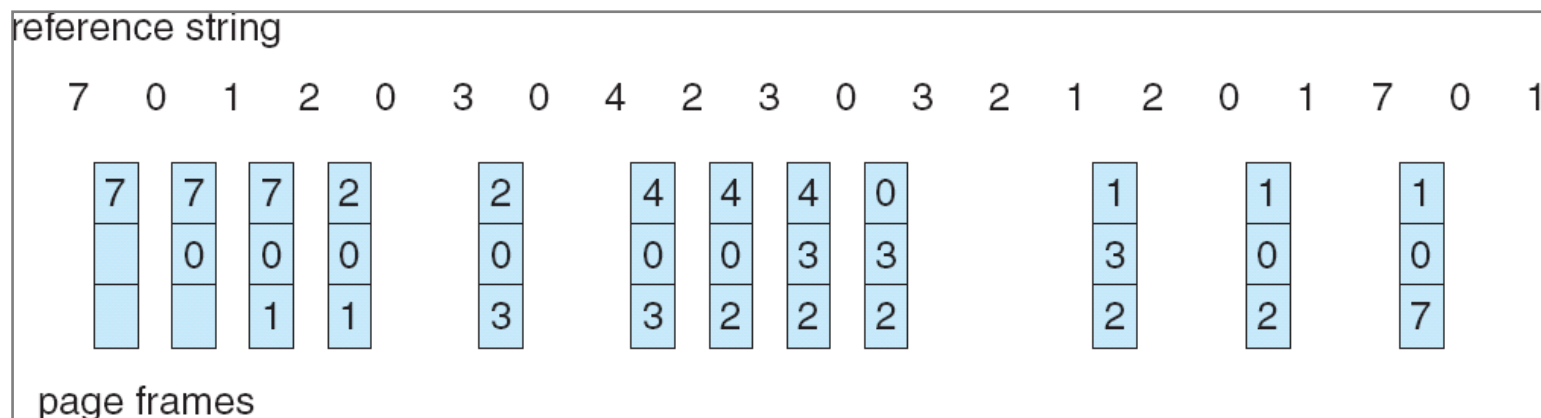 reference string
7 0 1 2 0 3 0 4 2 3 0 3 2 1 2 0 1 7 0 1
7 7 7 2 2 4 4 4 0 1 1 1
0 0 0 0 0 0 3 3 3 0 0
1 1 3 3 2 2 2 2 2 7
page frames